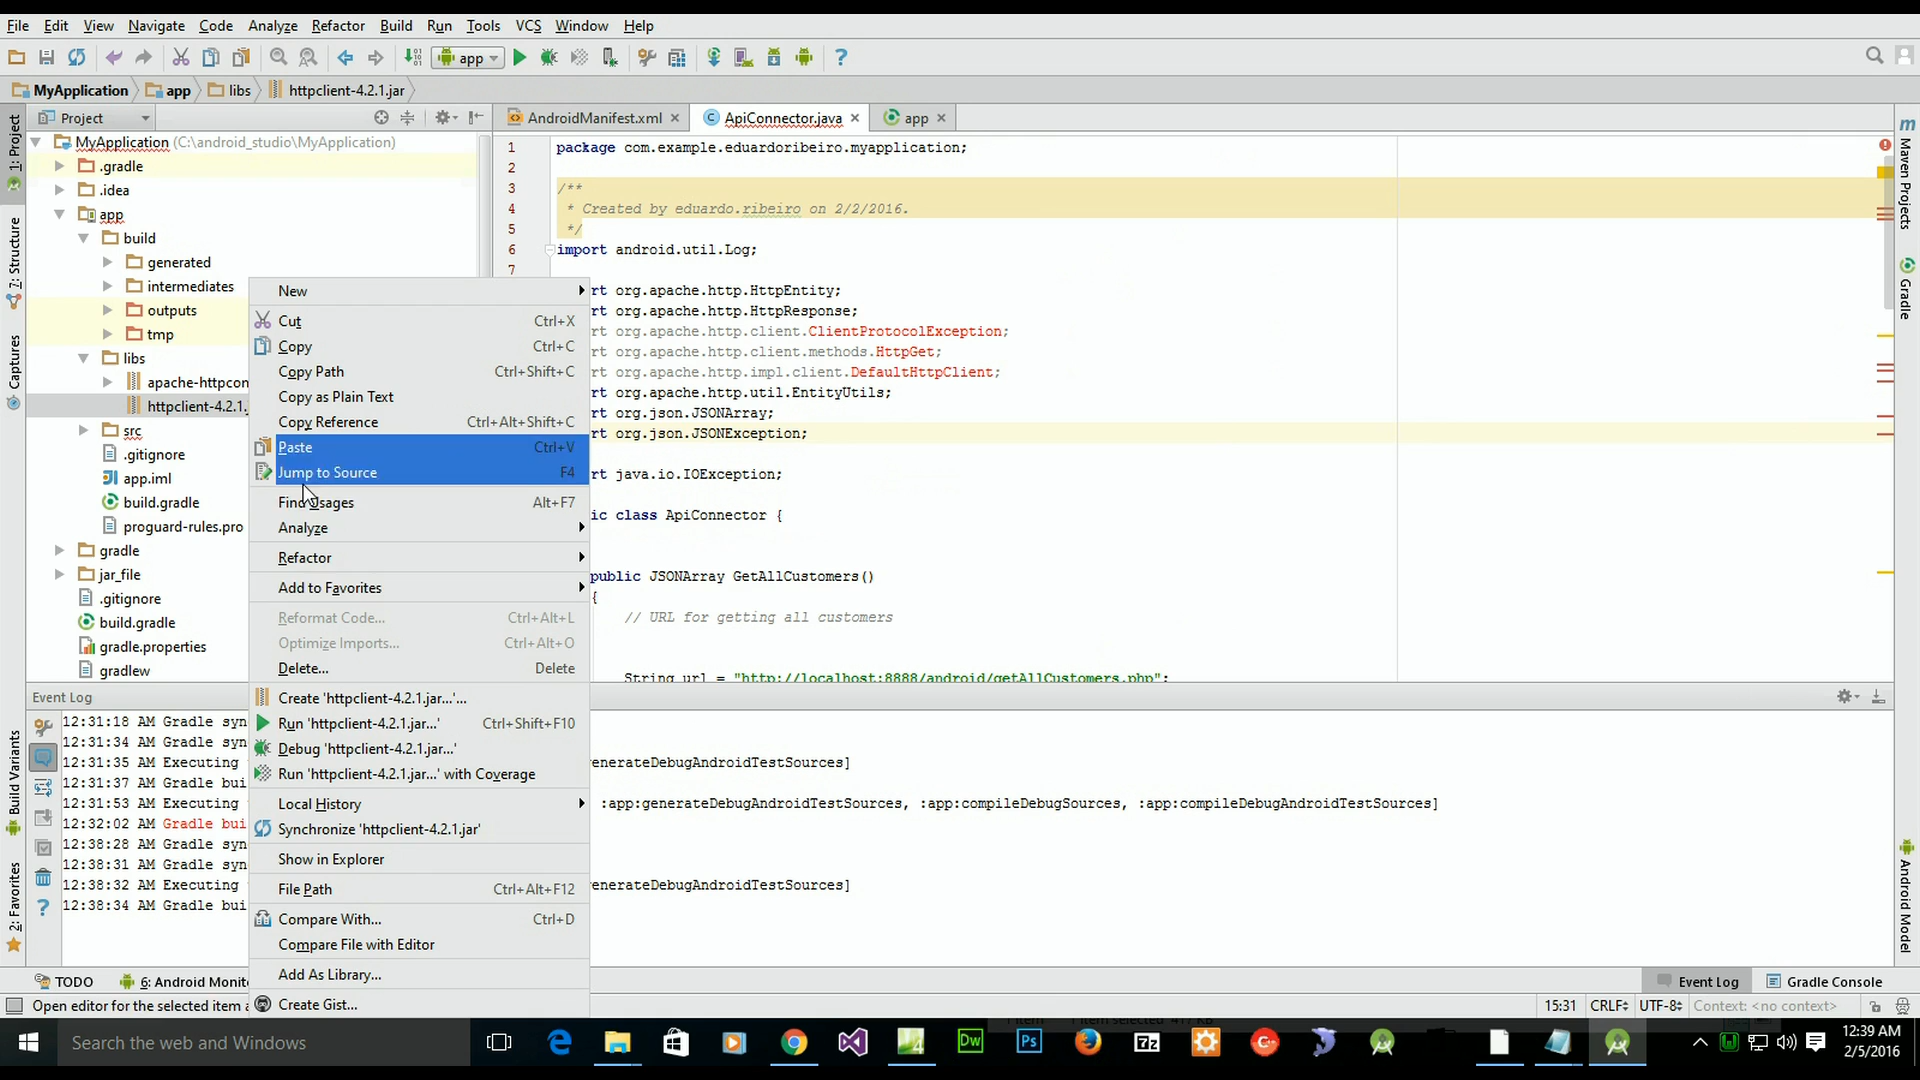 File Edit View Navigate Code Analyze Refactor Build Run Tools VCS Window Help
app
MyApplication app libs httpclient-4.2.1.jar
Project
AndroidManifest.xml ApiConnector.java app
1: Project
7: Structure
Captures
Build Variants
2: Favorites
Maven Projects
Gradle
Android Model
MyApplication (C:\android_studio\MyApplication)
.gradle
.idea
app
build
generated
intermediates
outputs
tmp
libs
apache-httpcon
httpclient-4.2.1.
src
.gitignore
app.iml
build.gradle
proguard-rules.pro
gradle
jar_file
.gitignore
build.gradle
gradle.properties
gradlew
1 package com.example.eduardoribeiro.myapplication;
2
3 /**
4 * Created by eduardo.ribeiro on 2/2/2016.
5 */
6 import android.util.Log;
7
rt org.apache.http.HttpEntity;
rt org.apache.http.HttpResponse;
rt org.apache.http.client.ClientProtocolException;
rt org.apache.http.client.methods.HttpGet;
rt org.apache.http.impl.client.DefaultHttpClient;
rt org.apache.http.util.EntityUtils;
rt org.json.JSONArray;
rt org.json.JSONException;
rt java.io.IOException;
ic class ApiConnector {
public JSONArray GetAllCustomers()
{
// URL for getting all customers
String url = "http://localhost:8888/android/getAllCustomers.php";
New
Cut Ctrl+X
Copy Ctrl+C
Copy Path Ctrl+Shift+C
Copy as Plain Text
Copy Reference Ctrl+Alt+Shift+C
Paste Ctrl+V
Jump to Source F4
Find Usages Alt+F7
Analyze
Refactor
Add to Favorites
Reformat Code... Ctrl+Alt+L
Optimize Imports... Ctrl+Alt+O
Delete... Delete
Create 'httpclient-4.2.1.jar...'...
Run 'httpclient-4.2.1.jar...' Ctrl+Shift+F10
Debug 'httpclient-4.2.1.jar...'
Run 'httpclient-4.2.1.jar...' with Coverage
Local History
Synchronize 'httpclient-4.2.1.jar'
Show in Explorer
File Path Ctrl+Alt+F12
Compare With... Ctrl+D
Compare File with Editor
Add As Library...
Create Gist...
Event Log
12:31:18 AM Gradle syn
12:31:34 AM Gradle syn
12:31:35 AM Executing
enerateDebugAndroidTestSources]
12:31:37 AM Gradle bui
12:31:53 AM Executing
:app:generateDebugAndroidTestSources, :app:compileDebugSources, :app:compileDebugAndroidTestSources]
12:32:02 AM Gradle bui
12:38:28 AM Gradle syn
12:38:31 AM Gradle syn
12:38:32 AM Executing
enerateDebugAndroidTestSources]
12:38:34 AM Gradle bui
TODO 6: Android Monito Event Log Gradle Console
Open editor for the selected item a 15:31 CRLF UTF-8 Context: <no context>
Search the web and Windows
Dw Ps 7z
12:39 AM
2/5/2016